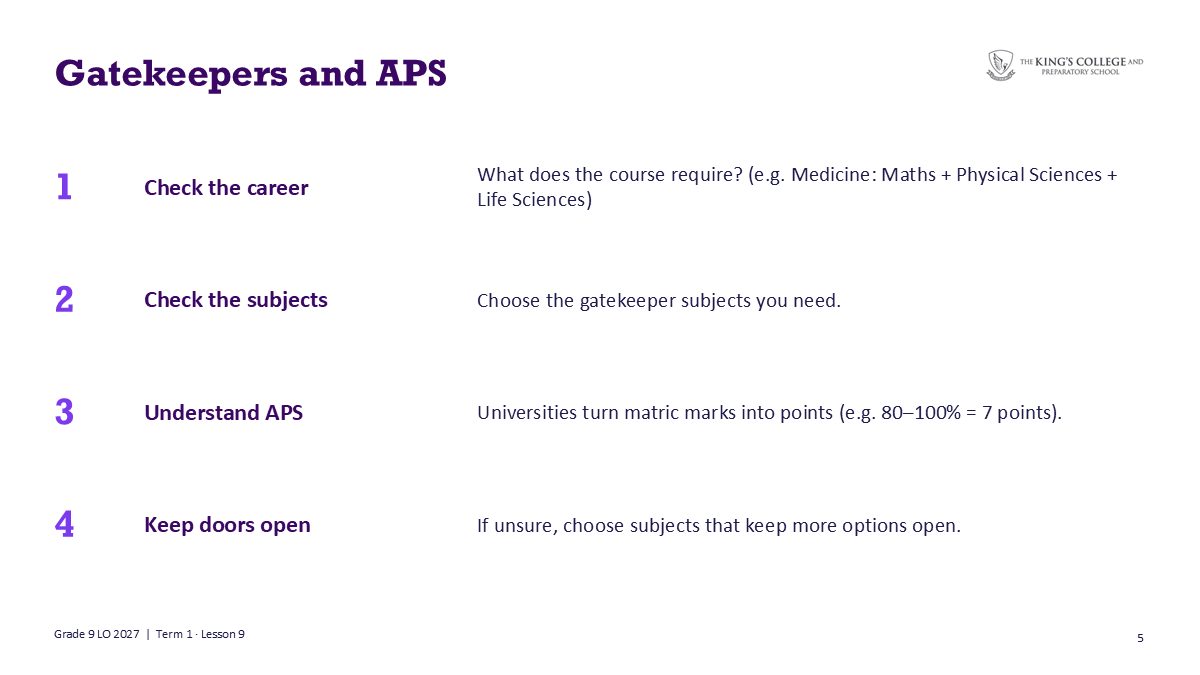 Gatekeepers and APS
THE KING'S COLLEGE AND
PREPARATORY SCHOOL
1
Check the career
What does the course require? (e.g. Medicine: Maths + Physical Sciences +
Life Sciences)
2
Check the subjects
Choose the gatekeeper subjects you need.
3
Understand APS
Universities turn matric marks into points (e.g. 80–100% = 7 points).
4
Keep doors open
If unsure, choose subjects that keep more options open.
Grade 9 LO 2027 | Term 1 · Lesson 9
5